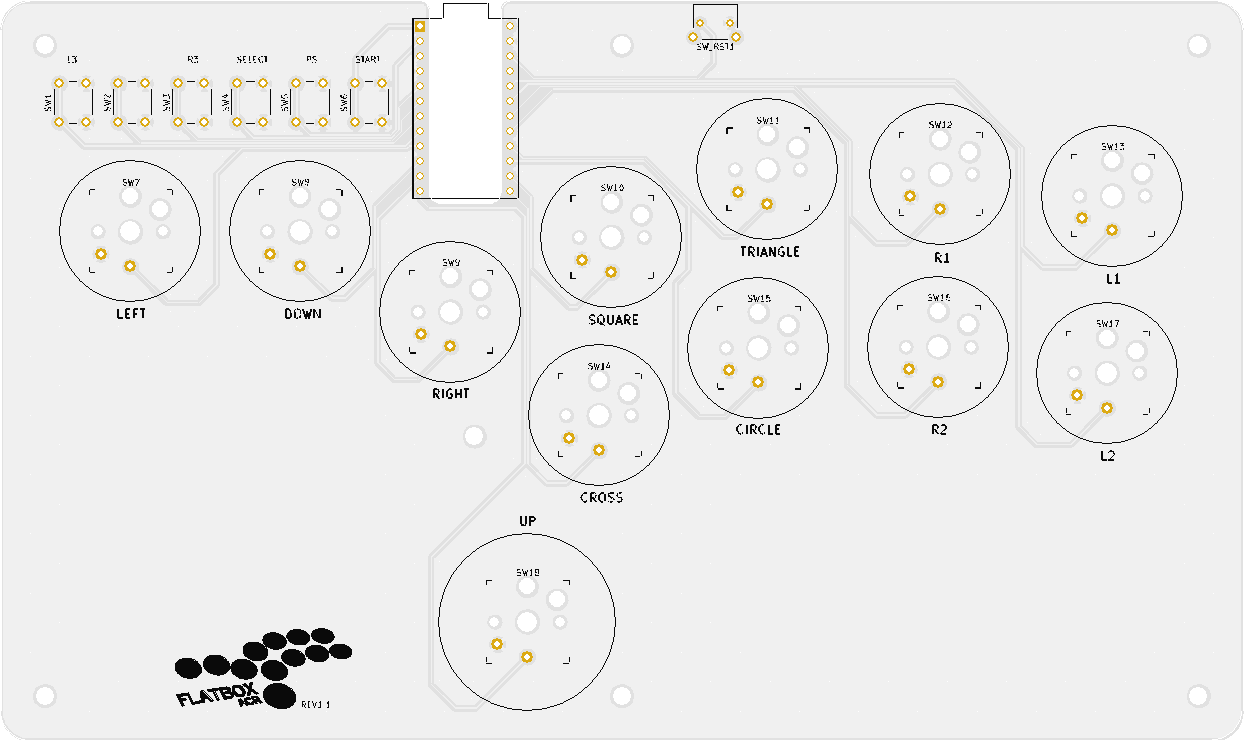 SW_RST1
L3 R3 SELECT PS START
SW1 SW2 SW3 SW4 SW5 SW6
SW11 SW12
SW13
SW7 SW9 SW10
TRIANGLE R1
SW9 L1
LEFT DOWN SQUARE
SW15 SW16
SW17
SW14
RIGHT
CIRCLE R2
L2
CROSS
UP
SW18
FLATBOX
ACR
REV1.1